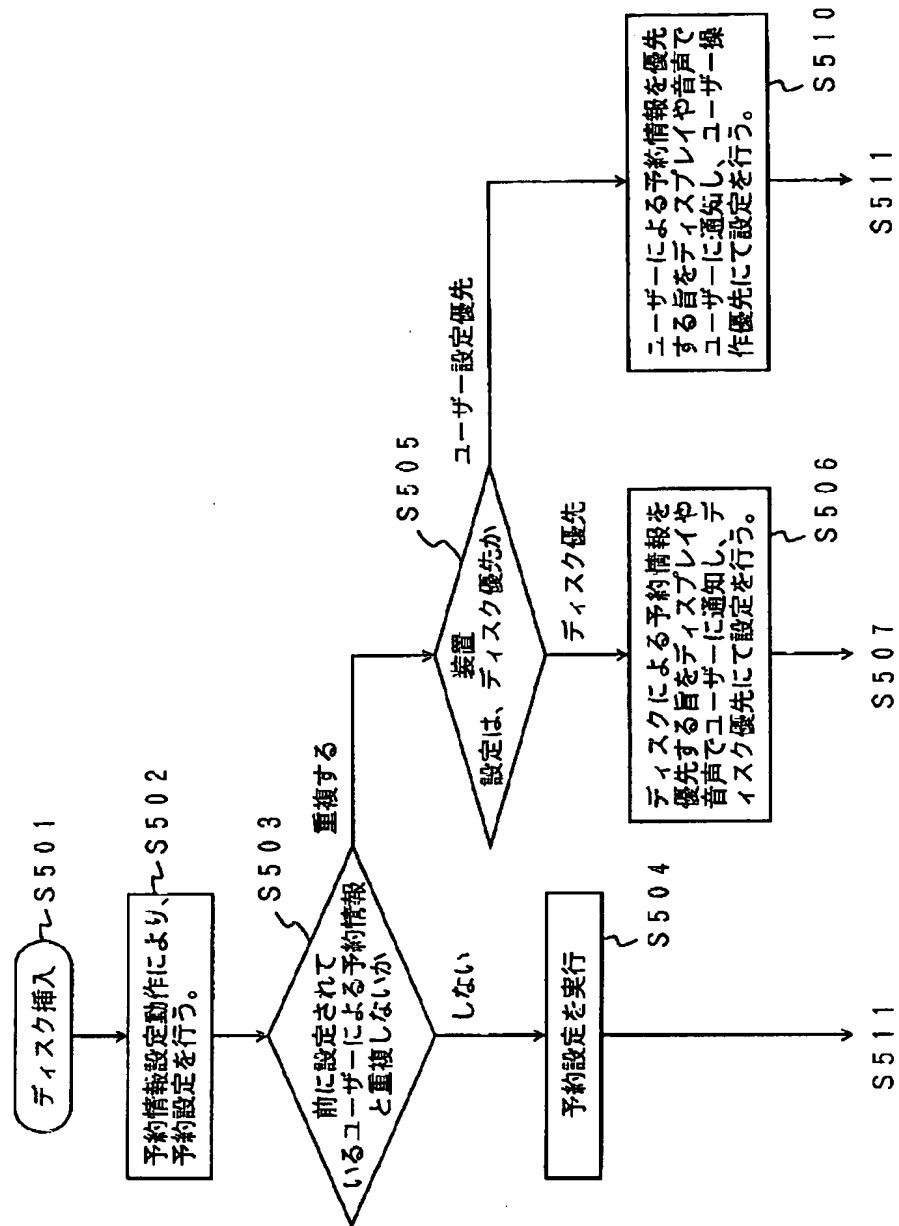 ディスク挿入
S501
予約情報設定動作により、
予約設定を行う。
S502
前に設定されて
いるユーザーによる予約情報
と重複しないか
S503
重複する
しない
予約設定を実行
S504
S511
装置
設定は、ディスク優先か
S505
ユーザー設定優先
ディスク優先
ディスクによる予約情報を
優先する旨をディスプレイや
音声でユーザーに通知し、デ
ィスク優先にて設定を行う。
S506
S507
ユーザーによる予約情報を優先
する旨をディスプレイや音声で
ユーザーに通知し、ユーザー操
作優先にて設定を行う。
S510
S511